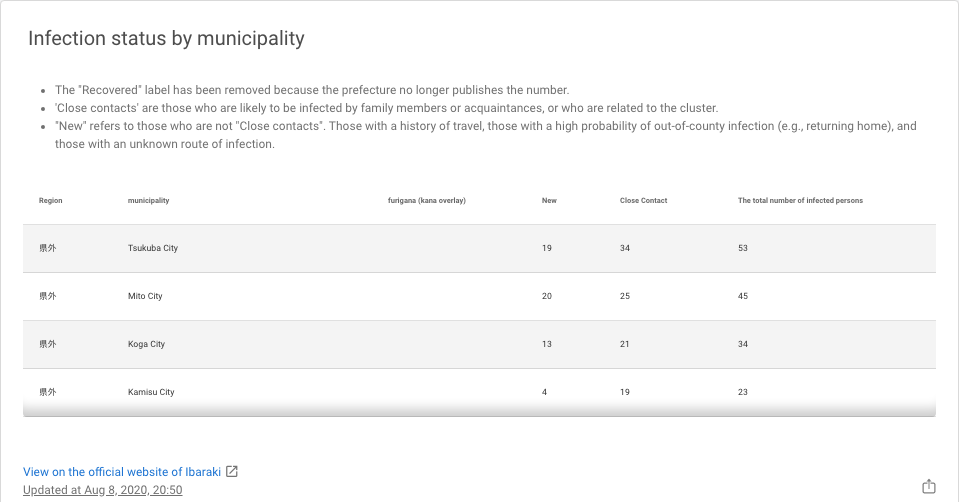 Infection status by municipality
The "Recovered" label has been removed because the prefecture no longer publishes the number.
'Close contacts' are those who are likely to be infected by family members or acquaintances, or who are related to the cluster.
"New" refers to those who are not "Close contacts". Those with a history of travel, those with a high probability of out-of-county infection (e.g., returning home), and
those with an unknown route of infection.
Region municipality furigana (kana overlay) New Close Contact The total number of infected persons
県外 Tsukuba City 19 34 53
県外 Mito City 20 25 45
県外 Koga City 13 21 34
県外 Kamisu City 4 19 23
View on the official website of Ibaraki
Updated at Aug 8, 2020, 20:50